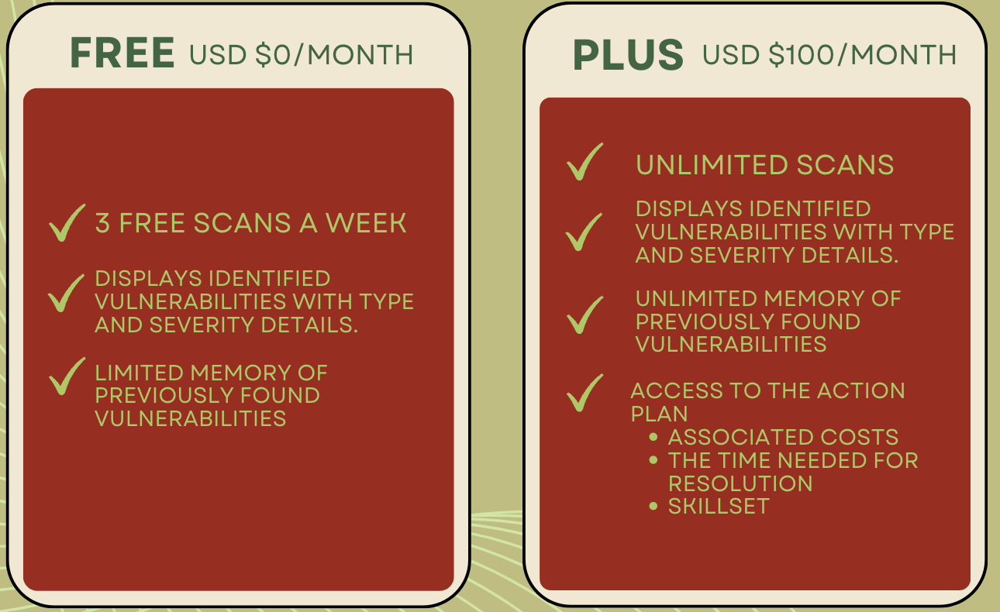 FREE USD $0/MONTH
3 FREE SCANS A WEEK
DISPLAYS IDENTIFIED
VULNERABILITIES WITH TYPE
AND SEVERITY DETAILS.
LIMITED MEMORY OF
PREVIOUSLY FOUND
VULNERABILITIES
PLUS USD $100/MONTH
UNLIMITED SCANS
DISPLAYS IDENTIFIED
VULNERABILITIES WITH TYPE
AND SEVERITY DETAILS.
UNLIMITED MEMORY OF
PREVIOUSLY FOUND
VULNERABILITIES
ACCESS TO THE ACTION
PLAN
• ASSOCIATED COSTS
• THE TIME NEEDED FOR
RESOLUTION
• SKILLSET